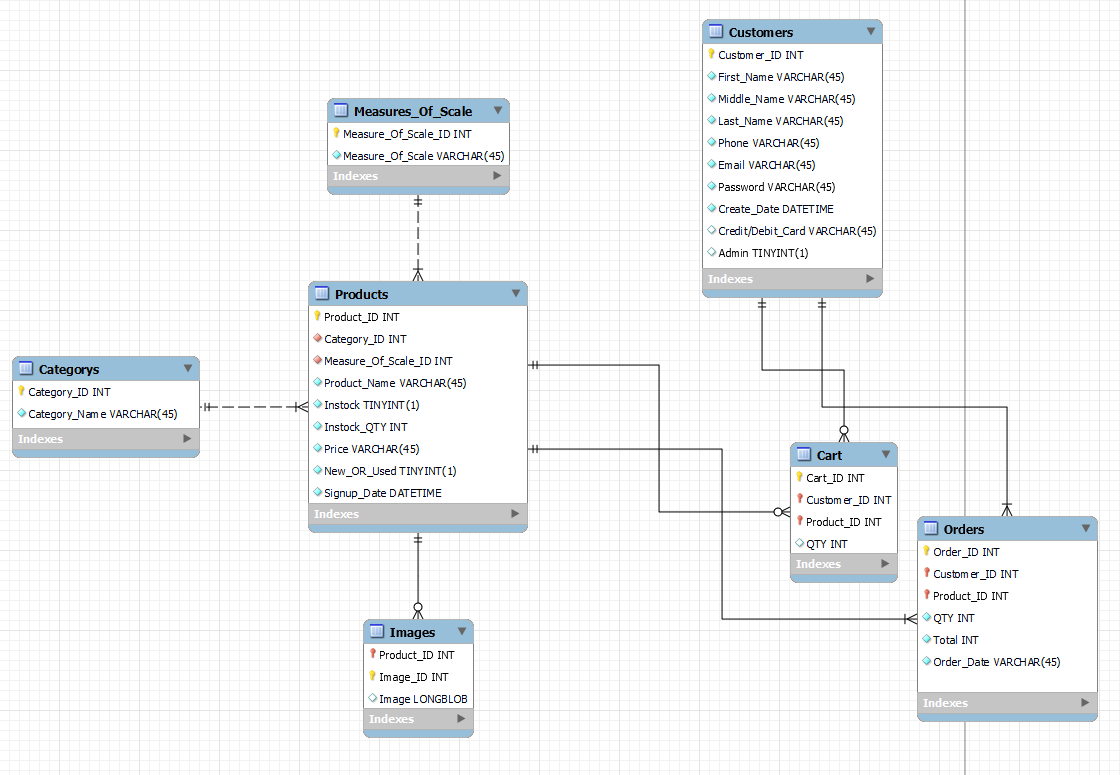 Customers
Customer_ID INT
First_Name VARCHAR(45)
Middle_Name VARCHAR(45)
Last_Name VARCHAR(45)
Phone VARCHAR(45)
Email VARCHAR(45)
Password VARCHAR(45)
Create_Date DATETIME
Credit/Debit_Card VARCHAR(45)
Admin TINYINT(1)
Indexes
Measures_Of_Scale
Measure_Of_Scale_ID INT
Measure_Of_Scale VARCHAR(45)
Indexes
Products
Product_ID INT
Category_ID INT
Measure_Of_Scale_ID INT
Product_Name VARCHAR(45)
Instock TINYINT(1)
Instock_QTY INT
Price VARCHAR(45)
New_OR_Used TINYINT(1)
Signup_Date DATETIME
Indexes
Categorys
Category_ID INT
Category_Name VARCHAR(45)
Indexes
Cart
Cart_ID INT
Customer_ID INT
Product_ID INT
QTY INT
Indexes
Orders
Order_ID INT
Customer_ID INT
Product_ID INT
QTY INT
Total INT
Order_Date VARCHAR(45)
Indexes
Images
Product_ID INT
Image_ID INT
Image LONGBLOB
Indexes